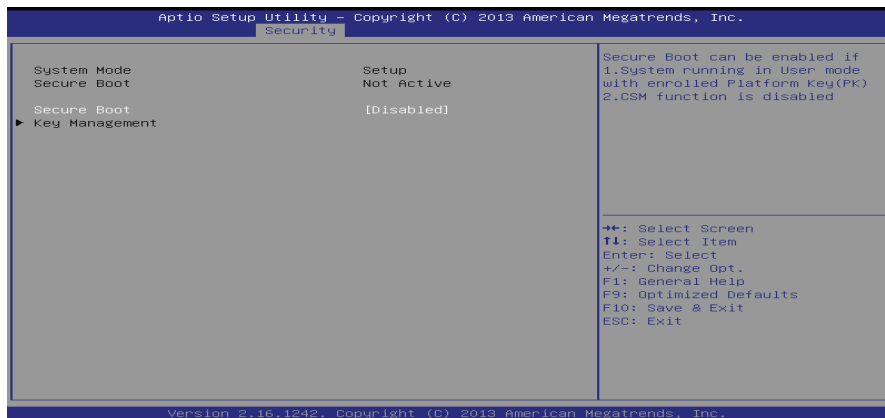 Aptio Setup Utility – Copyright (C) 2013 American Megatrends, Inc.
Security
System Mode Setup
Secure Boot Not Active
Secure Boot [Disabled]
► Key Management
Secure Boot can be enabled if
1.System running in User mode
with enrolled Platform Key(PK)
2.CSM function is disabled
→←: Select Screen
↑↓: Select Item
Enter: Select
+/-: Change Opt.
F1: General Help
F9: Optimized Defaults
F10: Save & Exit
ESC: Exit
Version 2.16.1242. Copyright (C) 2013 American Megatrends, Inc.